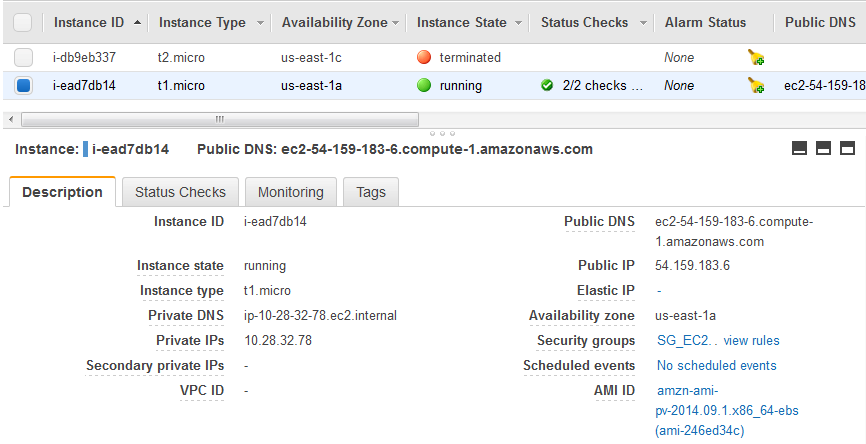 Instance ID Instance Type Availability Zone Instance State Status Checks Alarm Status Public DNS
i-db9eb337 t2.micro us-east-1c terminated None
i-ead7db14 t1.micro us-east-1a running 2/2 checks ... None ec2-54-159-18
Instance: i-ead7db14 Public DNS: ec2-54-159-183-6.compute-1.amazonaws.com
Description Status Checks Monitoring Tags
Instance ID i-ead7db14 Public DNS ec2-54-159-183-6.compute-
1.amazonaws.com
Instance state running Public IP 54.159.183.6
Instance type t1.micro Elastic IP -
Private DNS ip-10-28-32-78.ec2.internal Availability zone us-east-1a
Private IPs 10.28.32.78 Security groups SG_EC2. . view rules
Secondary private IPs - Scheduled events No scheduled events
VPC ID - AMI ID amzn-ami-
pv-2014.09.1.x86_64-ebs
(ami-246ed34c)